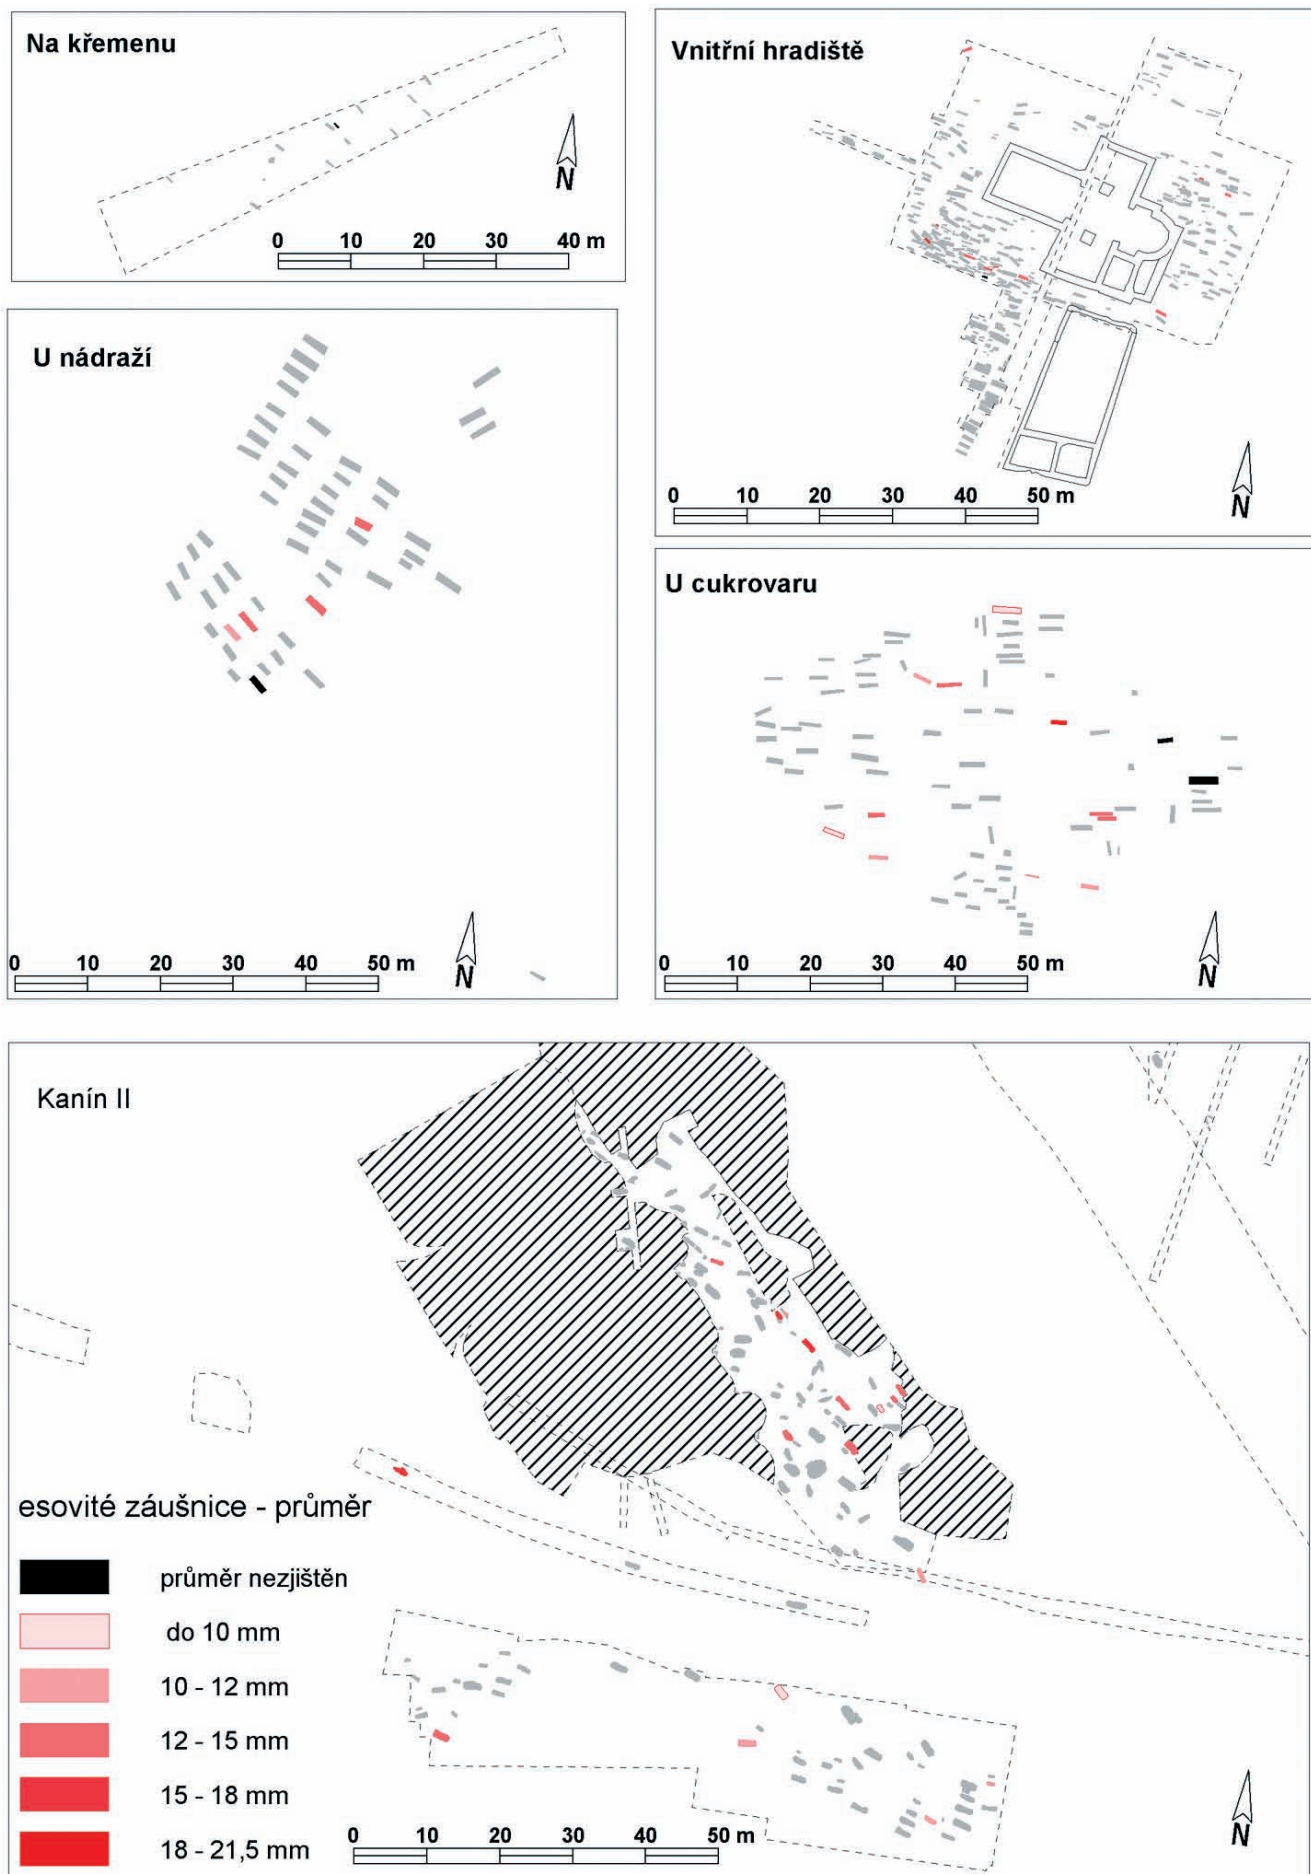 Na křemenu
N
0 10 20 30 40 m
Vnitřní hradiště
N
0 10 20 30 40 50 m
U nádraží
N
0 10 20 30 40 50 m
U cukrovaru
N
0 10 20 30 40 50 m
Kanín II
esovité záušnice - průměr
průměr nezjištěn
do 10 mm
10 - 12 mm
12 - 15 mm
15 - 18 mm
18 - 21,5 mm
0 10 20 30 40 50 m
N